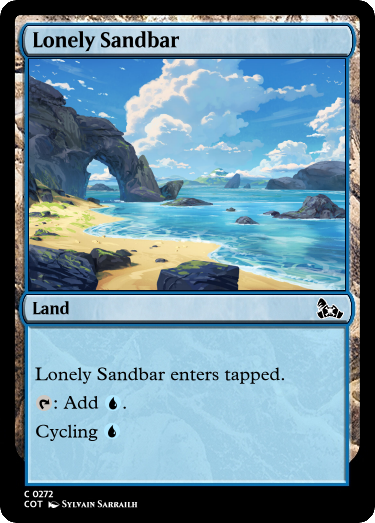 Lonely Sandbar
Land
Lonely Sandbar enters tapped.
: Add .
Cycling
C 0272
COT Sylvain Sarrailh